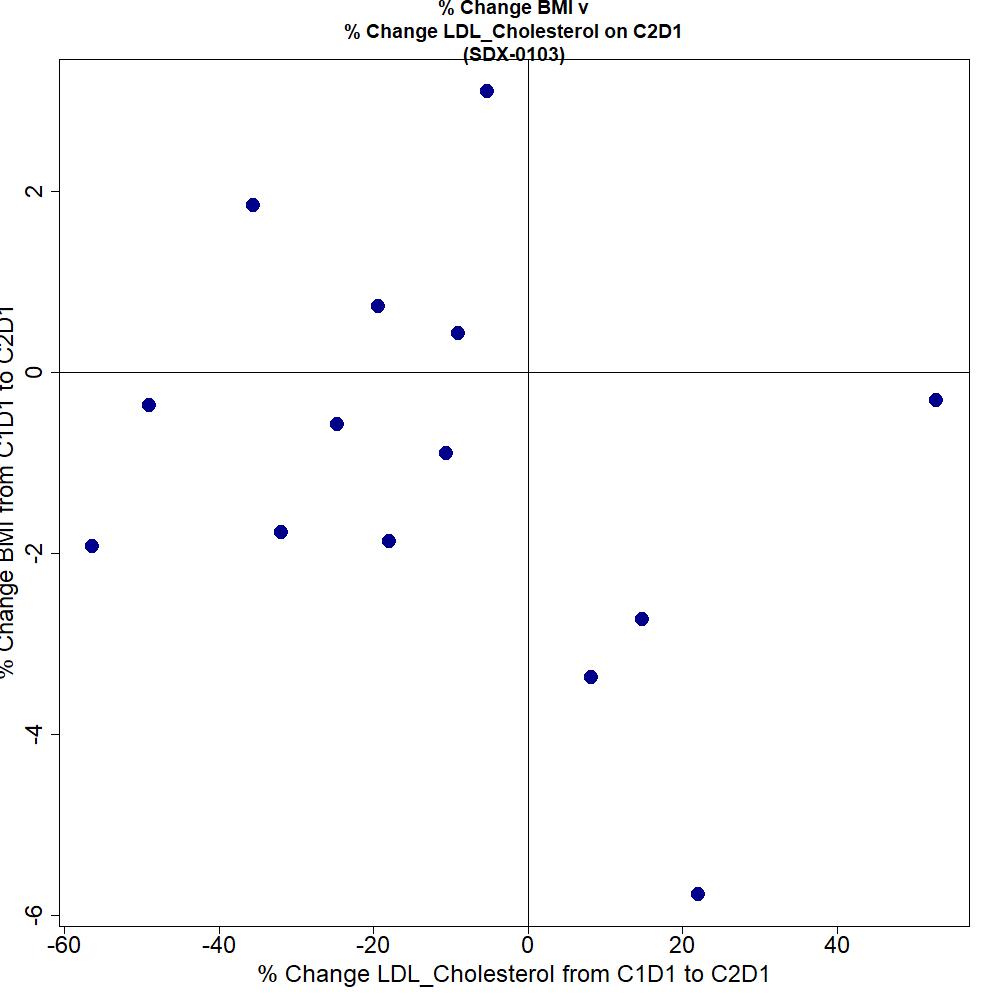 % Change BMI v
% Change LDL_Cholesterol on C2D1
(SDX-0103)
% Change BMI from C1D1 to C2D1
2
0
-2
-4
-6
-60 -40 -20 0 20 40
% Change LDL_Cholesterol from C1D1 to C2D1